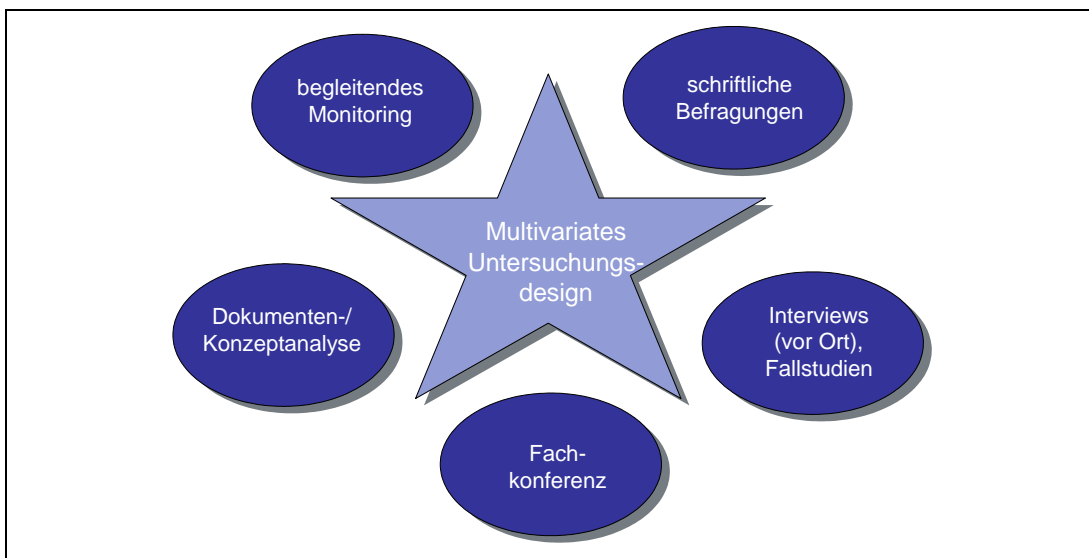 begleitendes
Monitoring
schriftliche
Befragungen
Multivariates
Untersuchungs-
design
Dokumenten-/
Konzeptanalyse
Interviews
(vor Ort),
Fallstudien
Fach-
konferenz